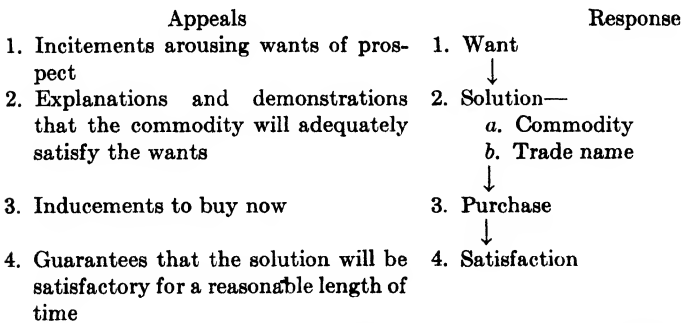 Appeals Response
1. Incitements arousing wants of pros- 1. Want
pect
2. Explanations and demonstrations 2. Solution—
that the commodity will adequately a. Commodity
satisfy the wants b. Trade name
3. Inducements to buy now 3. Purchase
4. Guarantees that the solution will be 4. Satisfaction
satisfactory for a reasonable length of
time